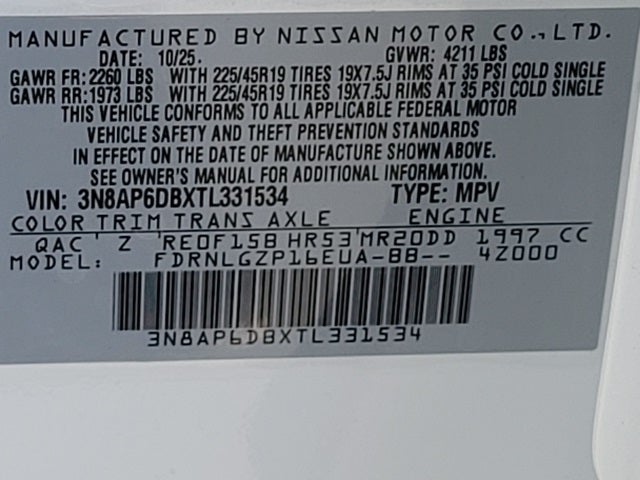 MANUFACTURED BY NISSAN MOTOR CO., LTD.
DATE: 10/25. GVWR: 4211 LBS
GAWR FR: 2260 LBS WITH 225/45R19 TIRES 19X7.5J RIMS AT 35 PSI COLD SINGLE
GAWR RR: 1973 LBS WITH 225/45R19 TIRES 19X7.5J RIMS AT 35 PSI COLD SINGLE
THIS VEHICLE CONFORMS TO ALL APPLICABLE FEDERAL MOTOR
VEHICLE SAFETY AND THEFT PREVENTION STANDARDS
IN EFFECT ON THE DATE OF MANUFACTURE SHOWN ABOVE.
SEE OWNER'S MANUAL FOR ADDITIONAL INFORMATION.
VIN: 3N8AP6DBXTL331534 TYPE: MPV
COLOR TRIM TRANS AXLE ENGINE
QAC Z RE0F15B HR53 MR20DD 1997 CC
MODEL: FDRNLGZP16EUA-BB-- 4Z000
3N8AP6DBXTL331534